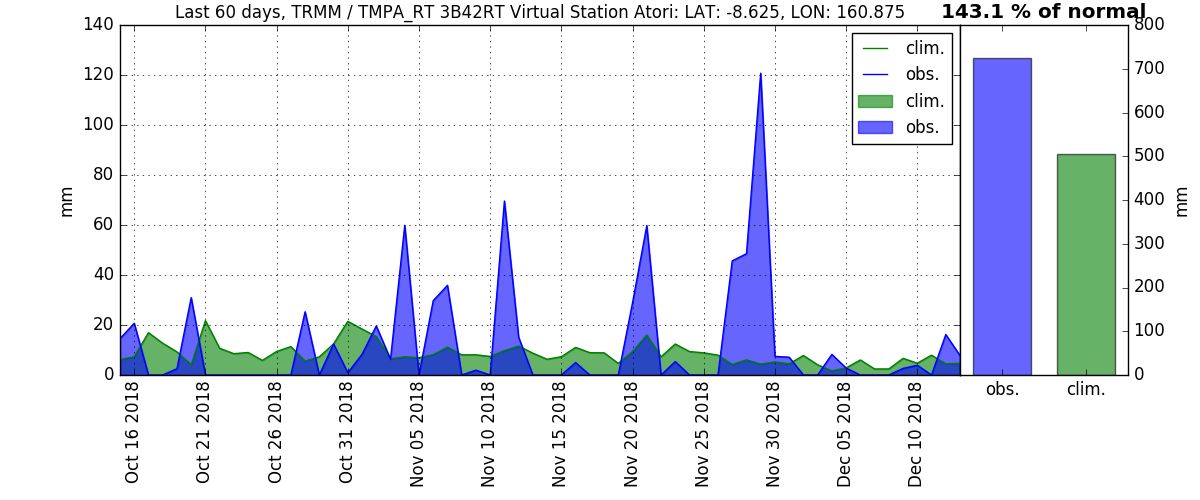 Last 60 days, TRMM / TMPA_RT 3B42RT Virtual Station Atori: LAT: -8.625, LON: 160.875
143.1 % of normal
140
120
100
80
60
40
20
0
mm
clim.
obs.
clim.
obs.
800
700
600
500
400
300
200
100
0
mm
obs.
clim.
Oct 16 2018
Oct 21 2018
Oct 26 2018
Oct 31 2018
Nov 05 2018
Nov 10 2018
Nov 15 2018
Nov 20 2018
Nov 25 2018
Nov 30 2018
Dec 05 2018
Dec 10 2018